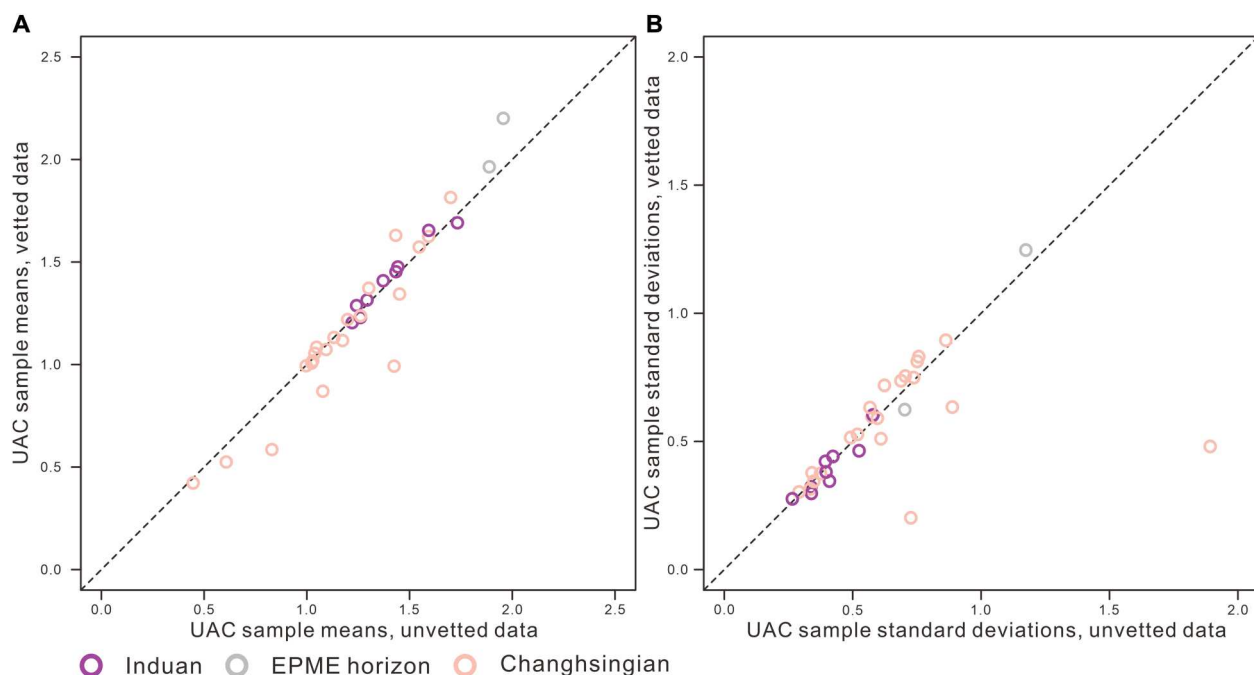 A
UAC sample means, vetted data
2.5
2.0
1.5
1.0
0.5
0.0
0.0 0.5 1.0 1.5 2.0 2.5
UAC sample means, unvetted data
B
UAC sample standard deviations, vetted data
2.0
1.5
1.0
0.5
0.0
0.0 0.5 1.0 1.5 2.0
UAC sample standard deviations, unvetted data
Induan EPME horizon Changhsingian